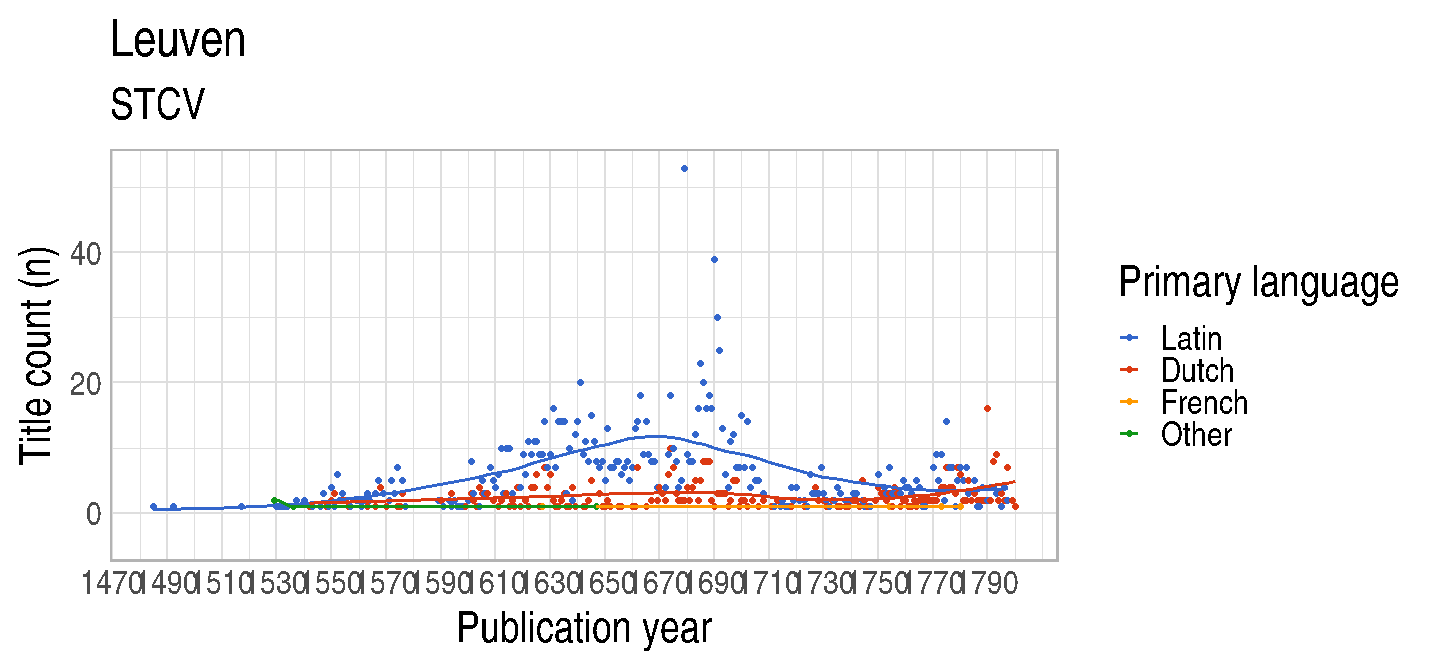 Leuven
STCV
Title count (n)
40
20
0
1470 1490 1510 1530 1550 1570 1590 1610 1630 1650 1670 1690 1710 1730 1750 1770 1790
Publication year
Primary language
Latin
Dutch
French
Other